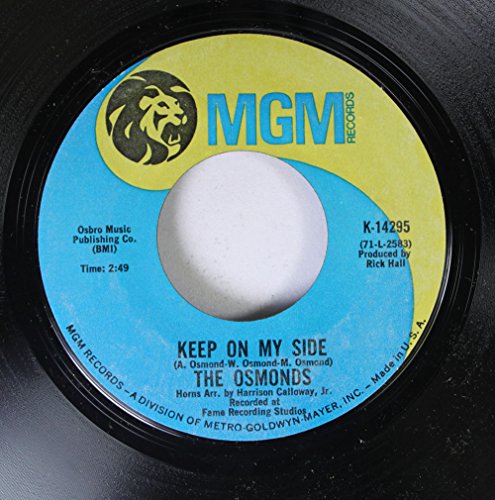 MGM
RECORDS
Osbro Music
Publishing Co.
(BMI)
Time: 2:49
K-14295
(71-L-2583)
Produced by
Rick Hall
KEEP ON MY SIDE
(A. Osmond-W. Osmond-M. Osmond)
THE OSMONDS
Horns Arr. by Harrison Calloway, Jr.
Recorded at
Fame Recording Studios
MGM RECORDS - A DIVISION OF METRO-GOLDWYN-MAYER, INC. - Made in U. S. A.